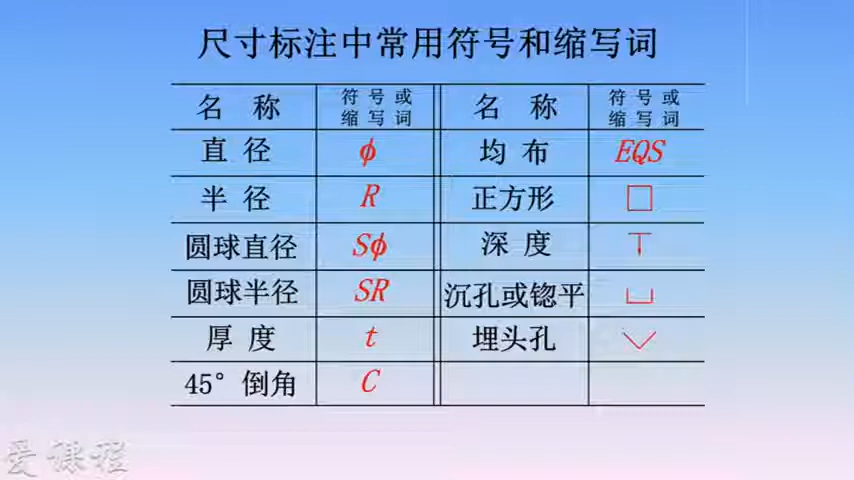 尺寸标注中常用符号和缩写词
名 称 符号或缩写词 名 称 符号或缩写词
直 径 ϕ 均 布 EQS
半 径 R 正方形 □
圆球直径 Sϕ 深 度 ↧
圆球半径 SR 沉孔或锪平 ⌴
厚 度 t 埋头孔 ⌵
45° 倒角 C
爱课程